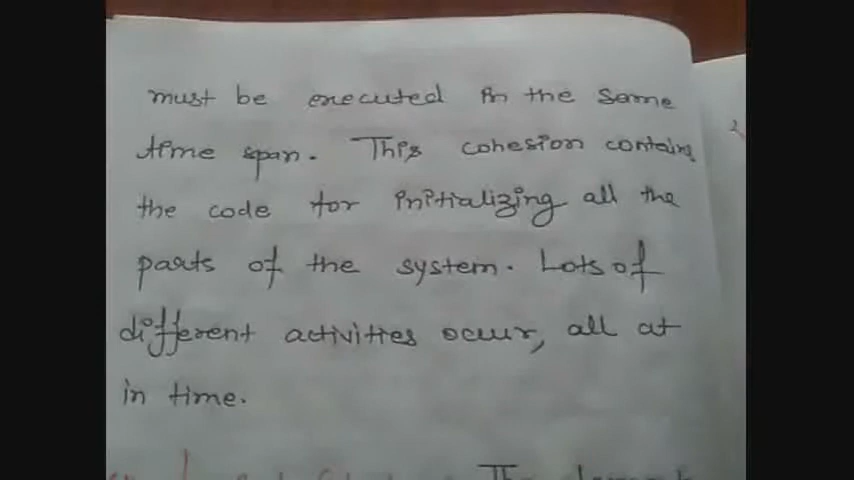 must be executed in the same
time span. This cohesion contains
the code for initializing all the
parts of the system. Lots of
different activities occur, all at
in time.